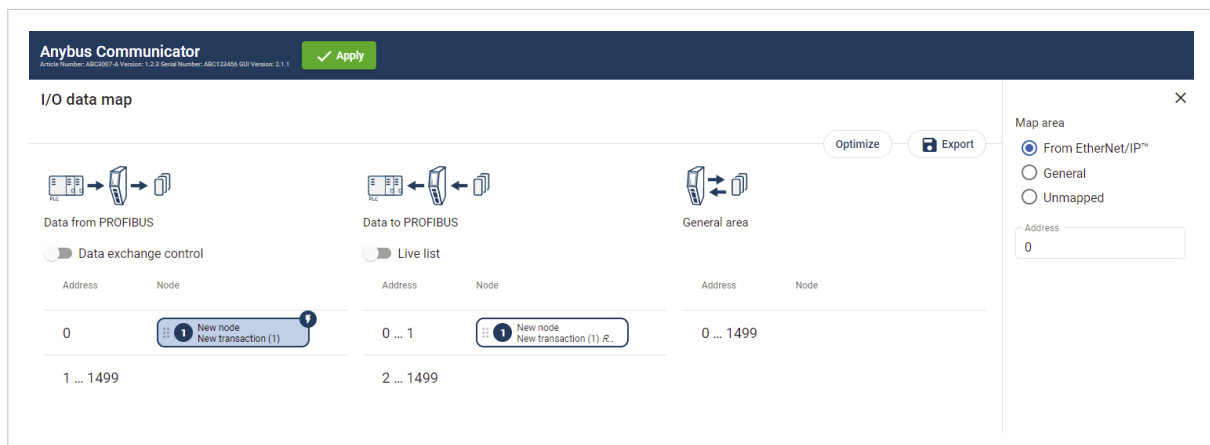 Anybus Communicator
Article Number: ABC3007-A Version: 1.2.3 Serial Number: ABC123456 GUI Version: 2.1.1
Apply
I/O data map
Optimize
Export
PLC
PLC
Data from PROFIBUS
Data to PROFIBUS
General area
Data exchange control
Live list
Address Node
Address Node
Address Node
0
1
New node
New transaction (1)
0 ... 1
1
New node
New transaction (1) R...
0 ... 1499
1 ... 1499
2 ... 1499
Map area
From EtherNet/IP™
General
Unmapped
Address
0